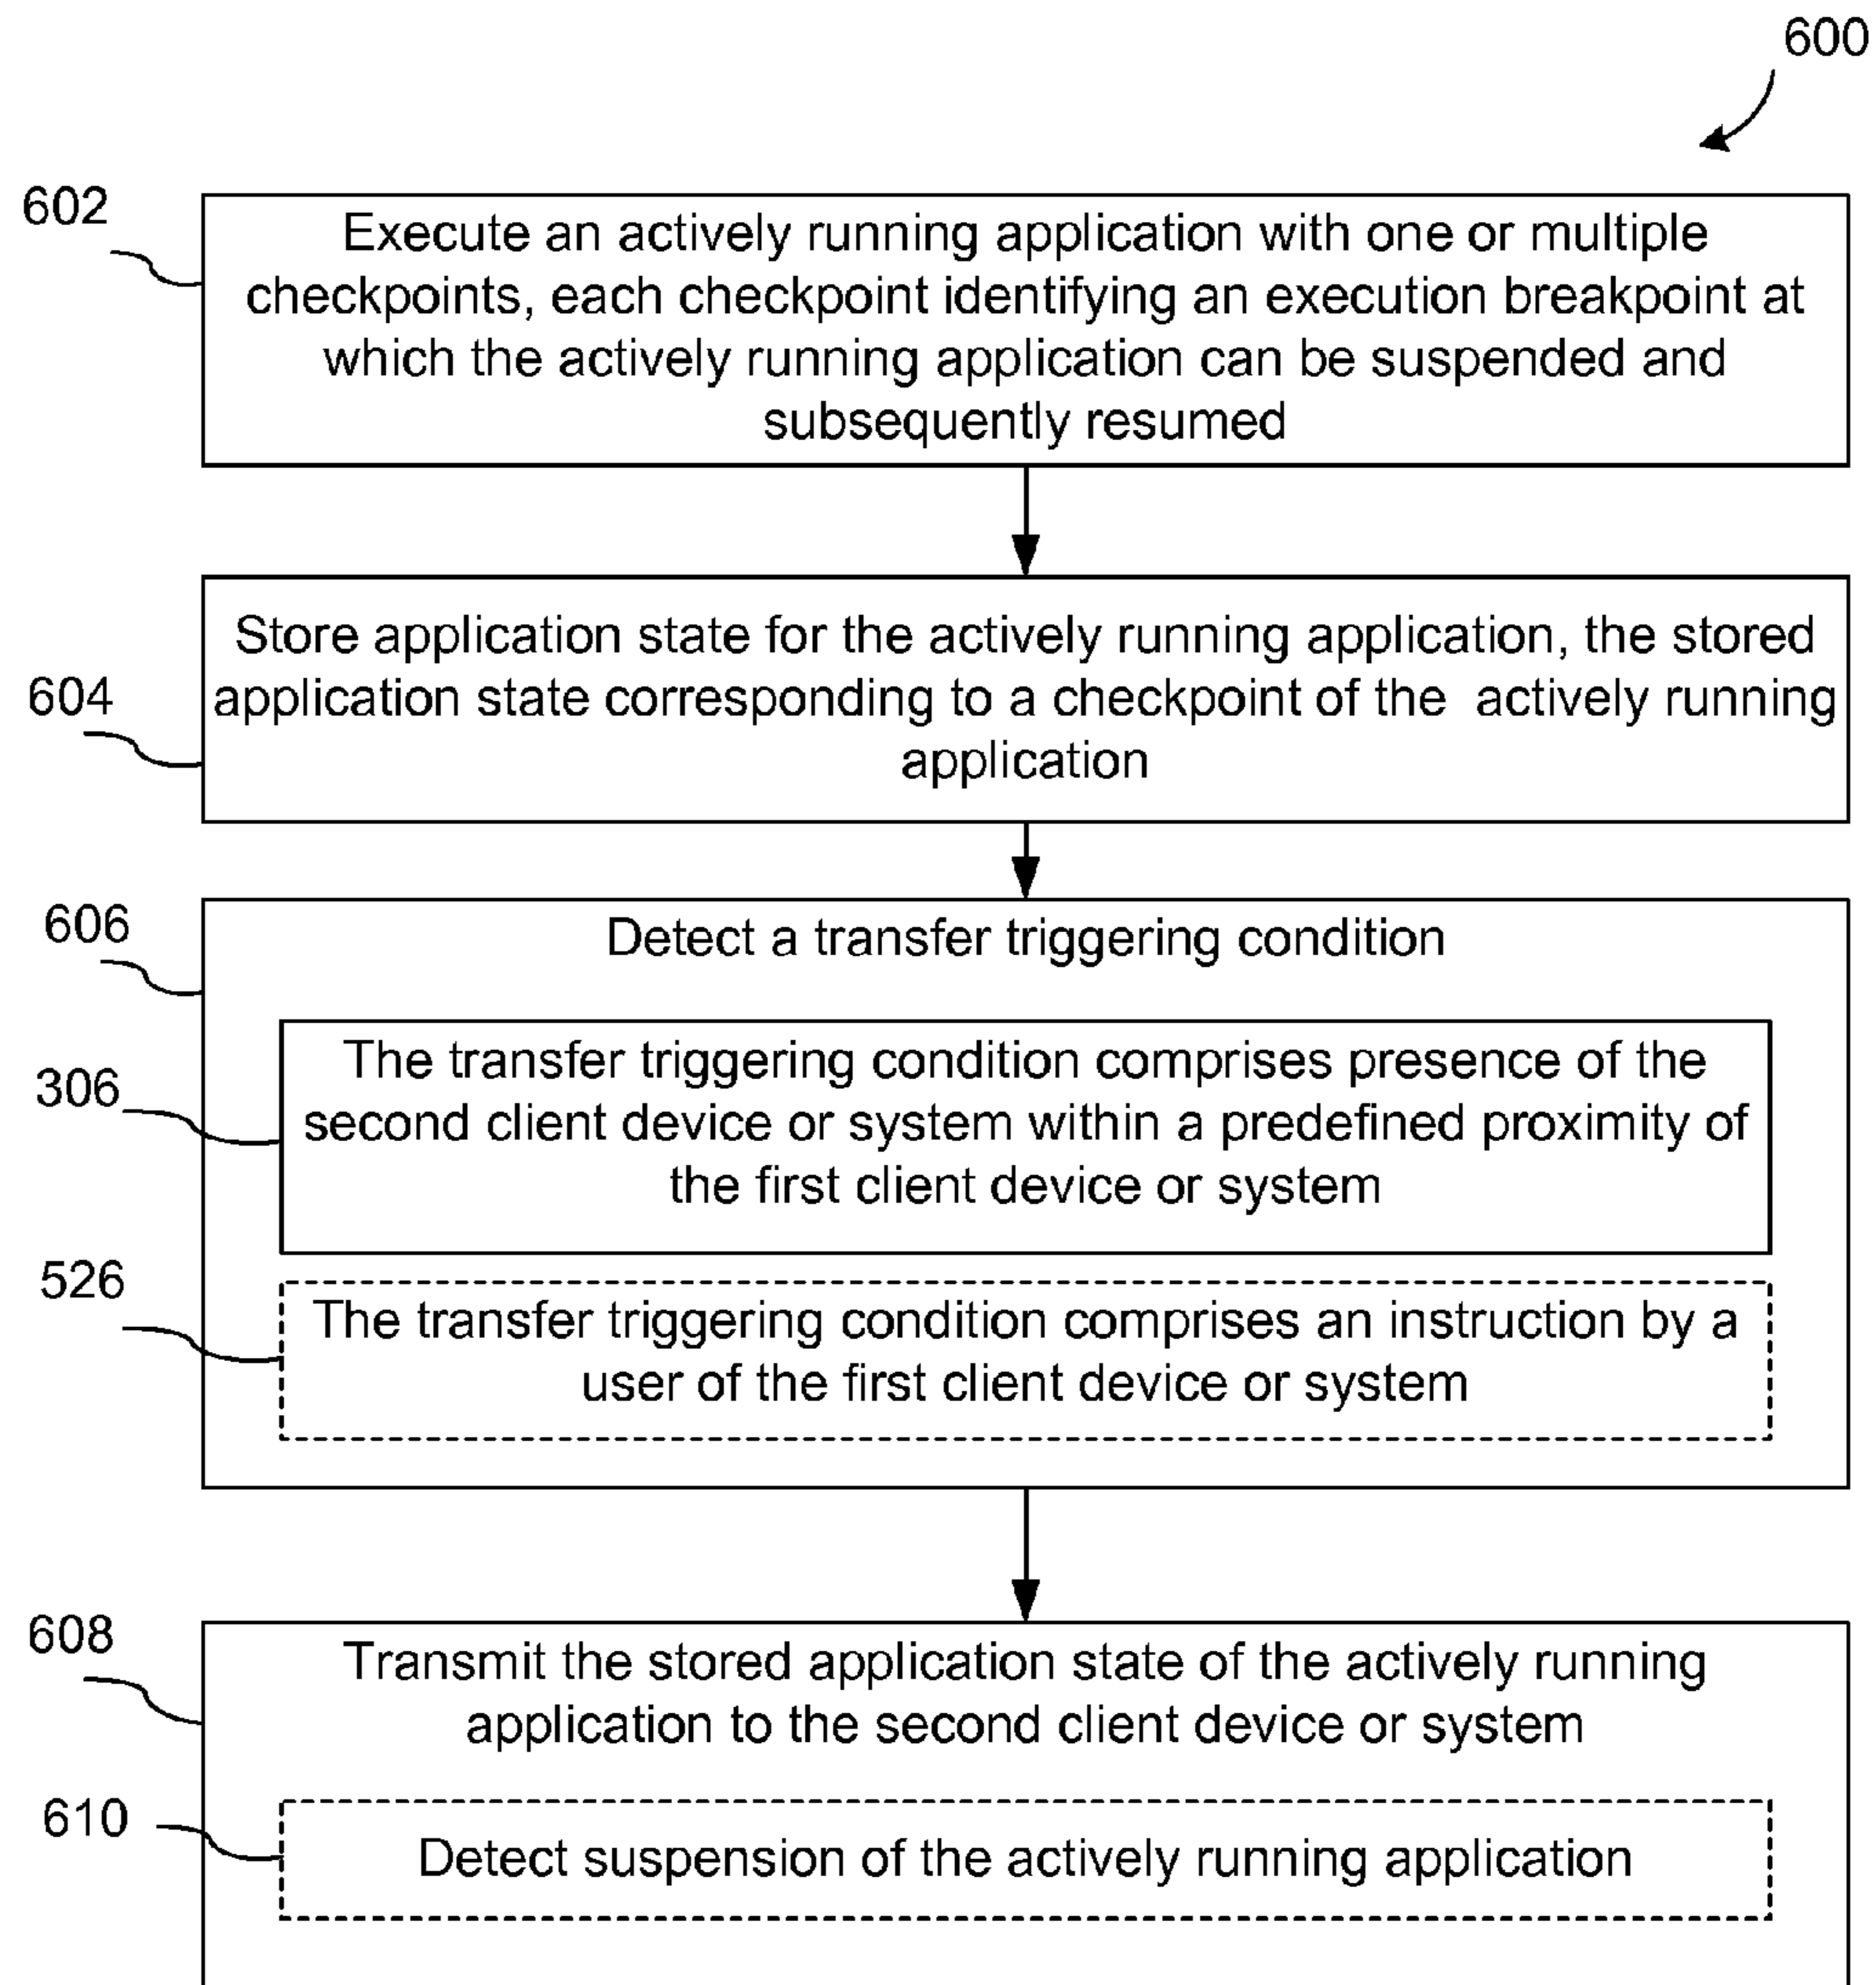 600
602
Execute an actively running application with one or multiple
checkpoints, each checkpoint identifying an execution breakpoint at
which the actively running application can be suspended and
subsequently resumed
604
Store application state for the actively running application, the stored
application state corresponding to a checkpoint of the actively running
application
606
Detect a transfer triggering condition
306
The transfer triggering condition comprises presence of the
second client device or system within a predefined proximity of
the first client device or system
526
The transfer triggering condition comprises an instruction by a
user of the first client device or system
608
Transmit the stored application state of the actively running
application to the second client device or system
610
Detect suspension of the actively running application